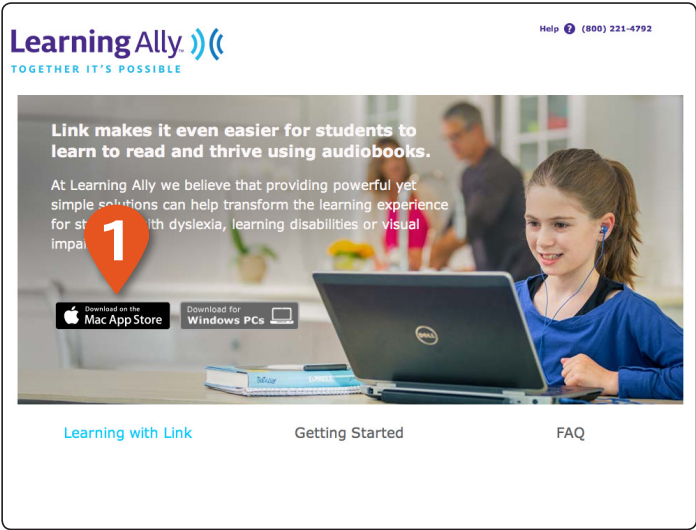 Help ? (800) 221-4792
Learning Ally™
TOGETHER IT'S POSSIBLE
Link makes it even easier for students to
learn to read and thrive using audiobooks.
At Learning Ally we believe that providing powerful yet
simple solutions can help transform the learning experience
for st ith dyslexia, learning disabilities or visual
impa
1
Download on the
Mac App Store
Download for
Windows PCs
DELL
Learning with Link
Getting Started
FAQ